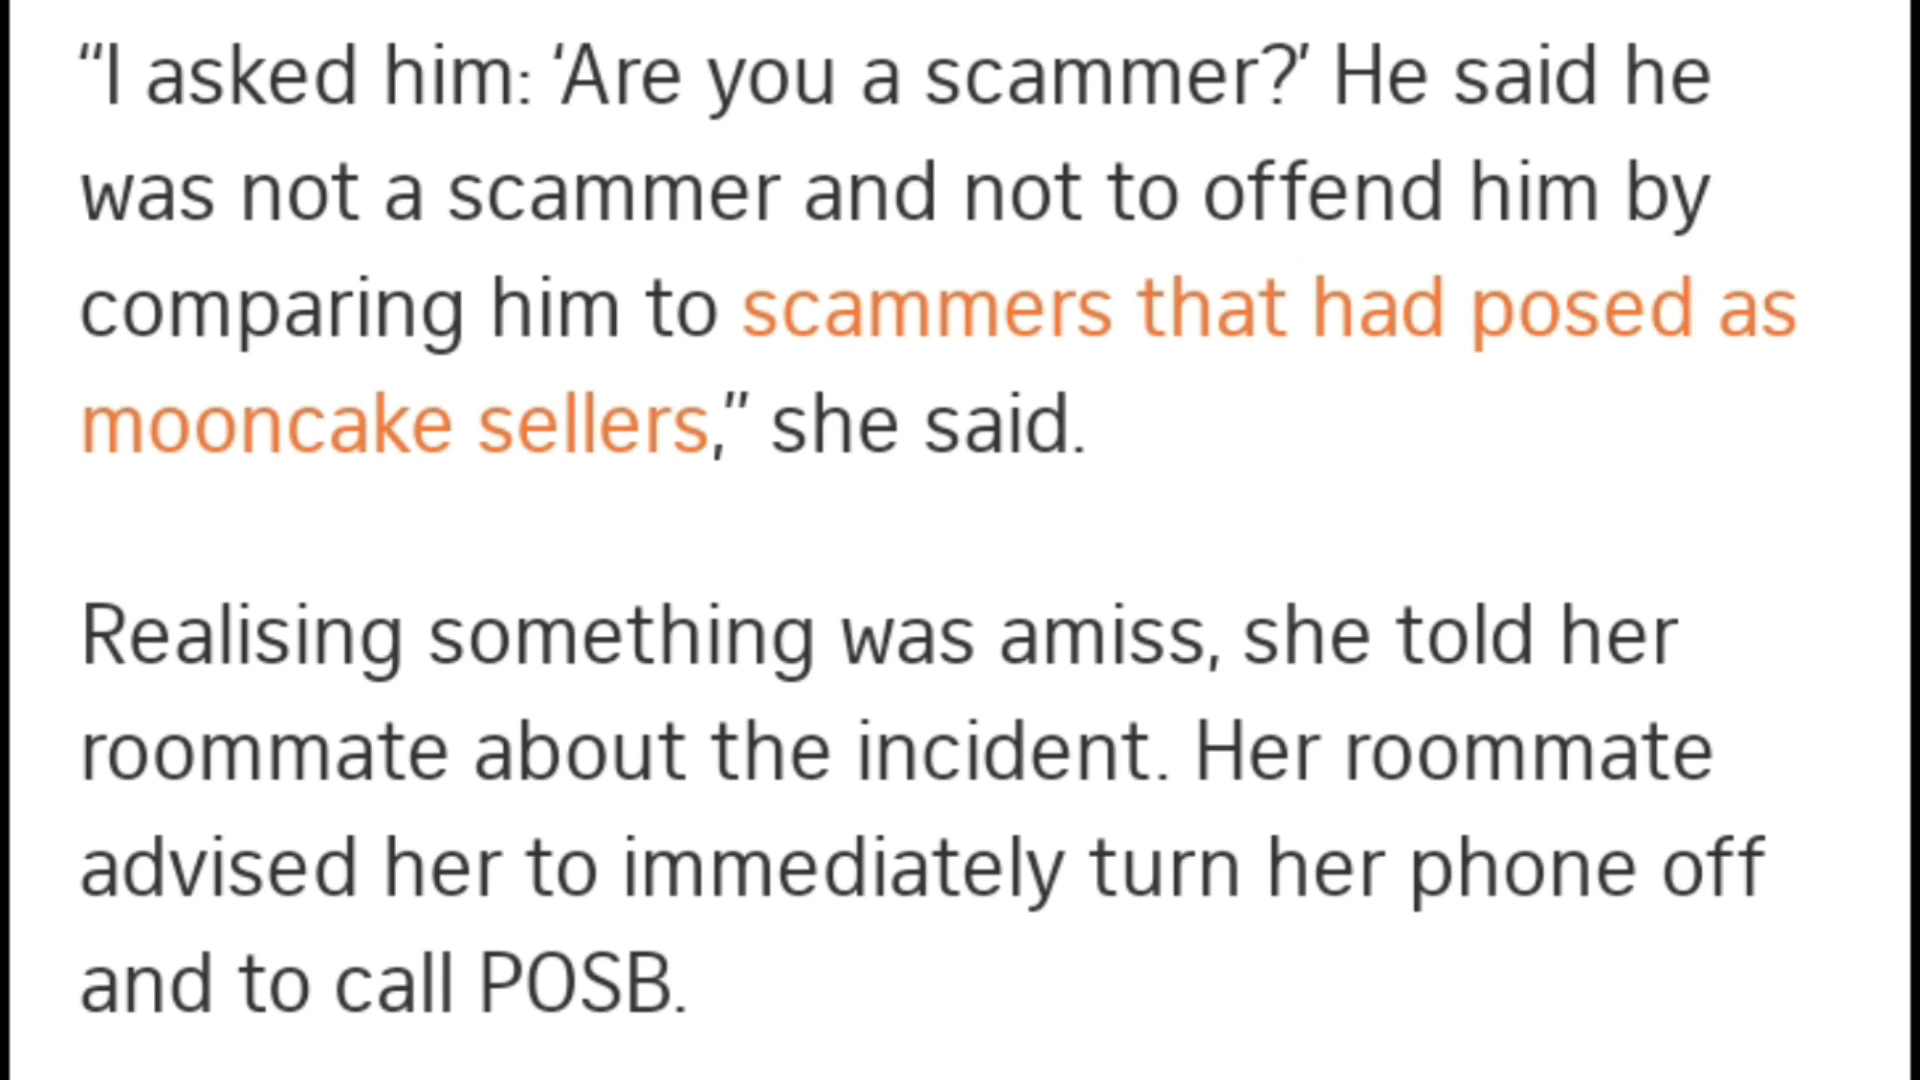 “I asked him: ‘Are you a scammer?’ He said he
was not a scammer and not to offend him by
comparing him to scammers that had posed as
mooncake sellers,” she said.
Realising something was amiss, she told her
roommate about the incident. Her roommate
advised her to immediately turn her phone off
and to call POSB.